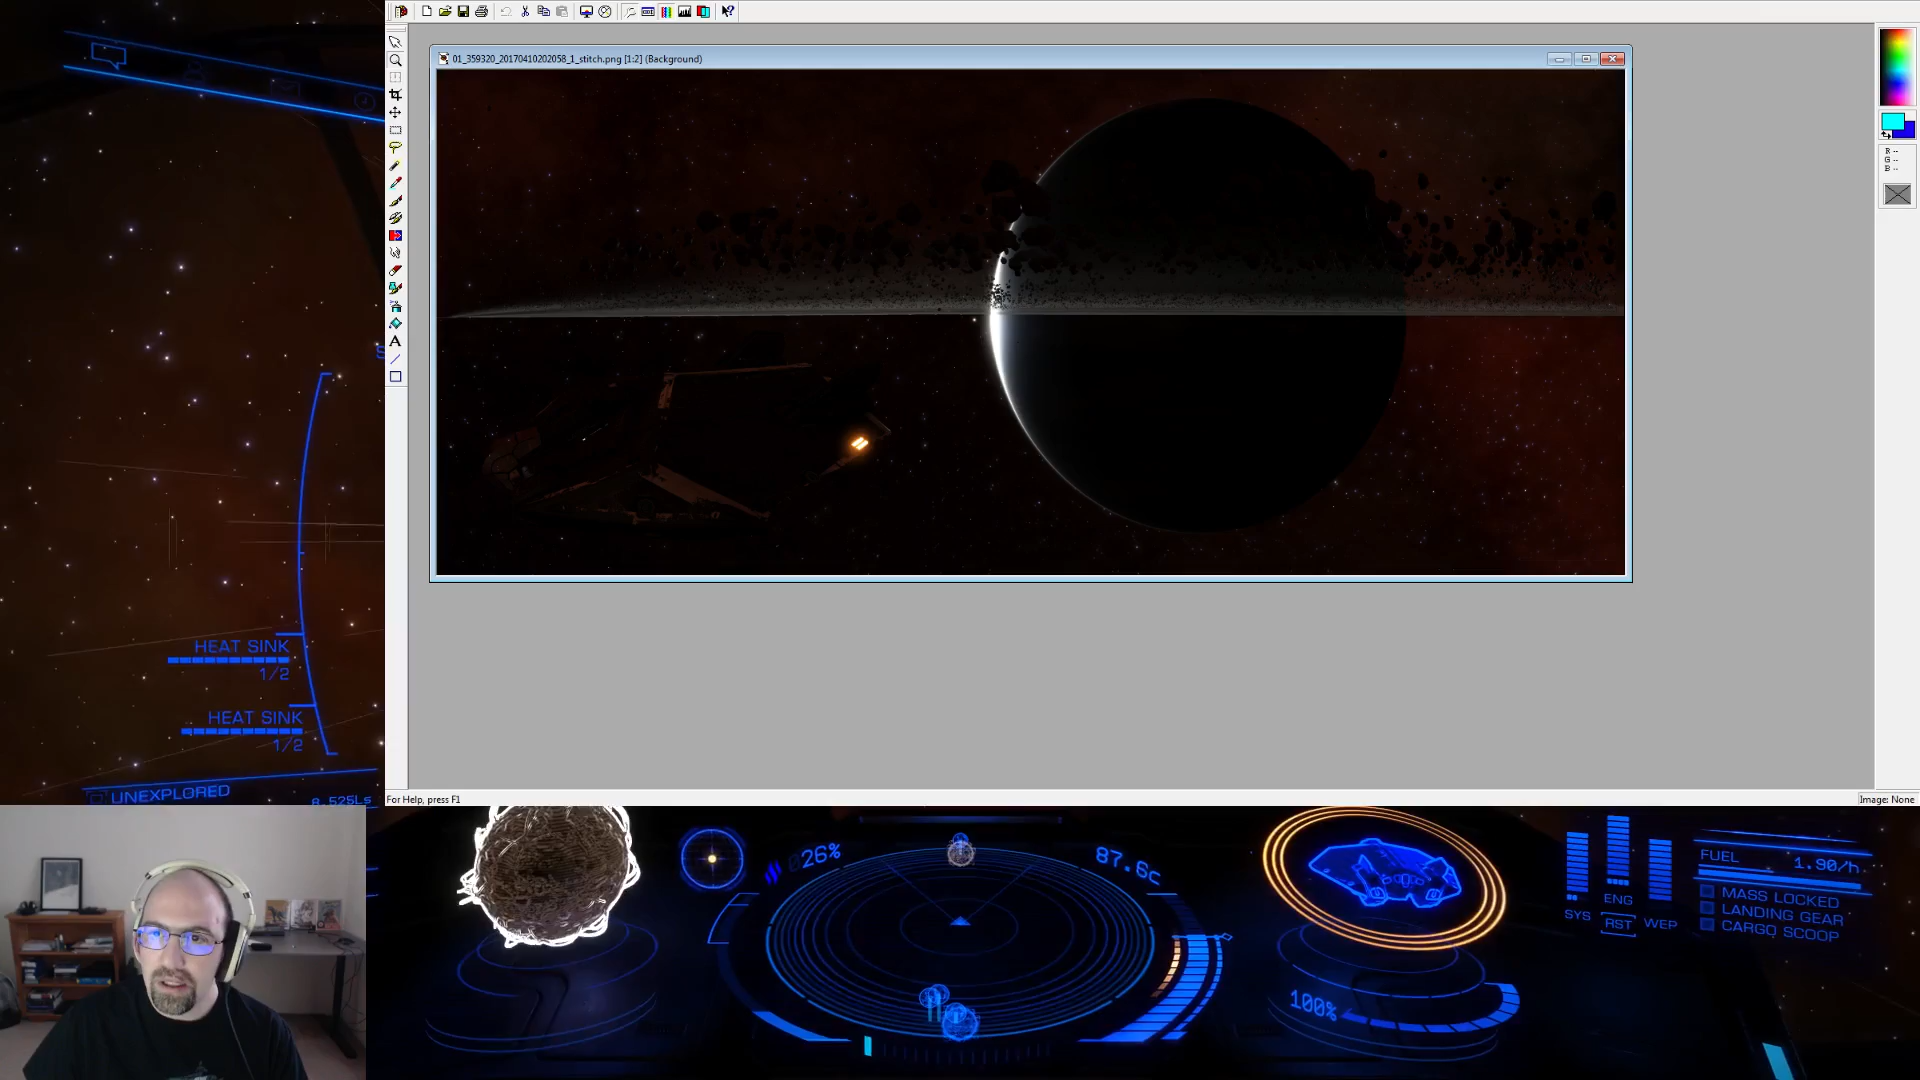 01_359320_20170410202058_1_stitch.png [1:2] (Background)
R --
G --
B --
A
HEAT SINK
1/2
HEAT SINK
1/2
UNEXPLORED
8.525Ls
For Help, press F1
Image: None
26%
87.6c
100%
SYS
ENG
RST
WEP
FUEL 1.90/h
MASS LOCKED
LANDING GEAR
CARGO SCOOP